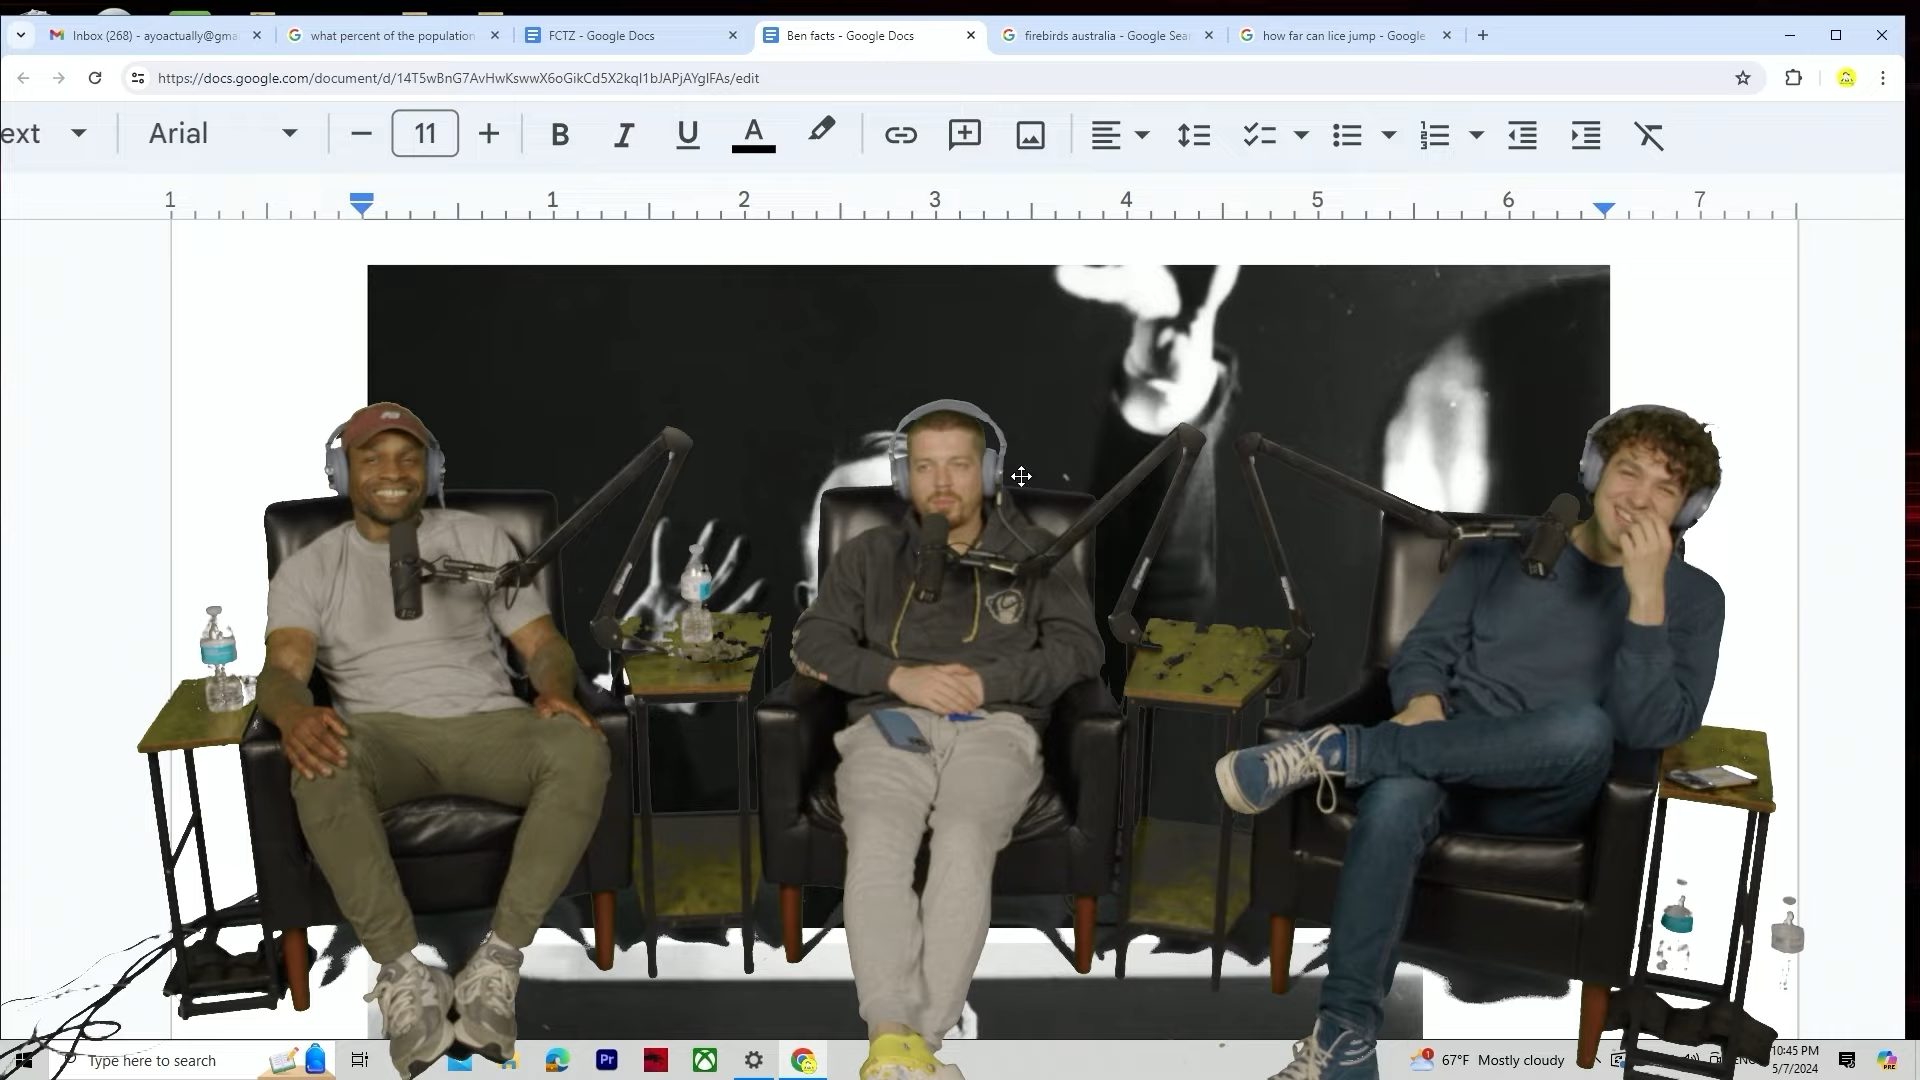 Inbox (268) - ayoactually@gma
what percent of the population
FCTZ - Google Docs
Ben facts - Google Docs
firebirds australia - Google Sear
how far can lice jump - Google
https://docs.google.com/document/d/14T5wBnG7AvHwKswwX6oGikCd5X2kqI1bJAPjAYgIFAs/edit
ext
Arial
11
B I U A
1 1 2 3 4 5 6 7
Type here to search
Pr
67°F Mostly cloudy
10:45 PM
5/7/2024